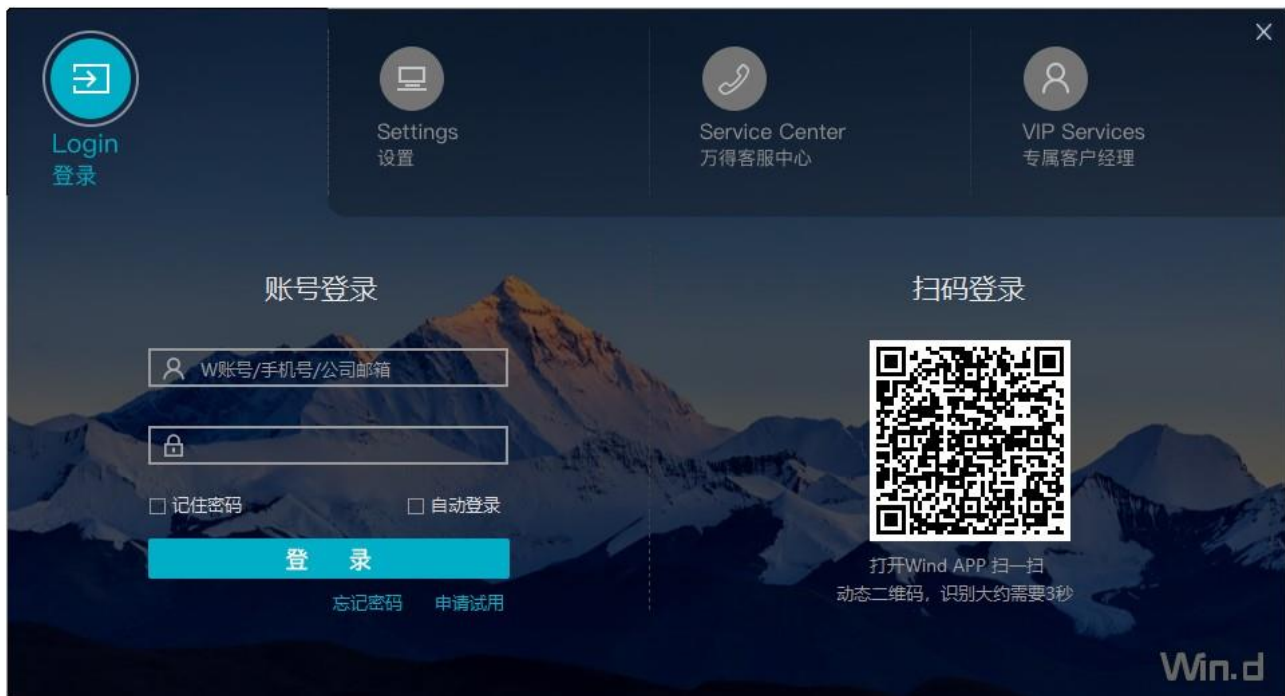 Login
登录
Settings
设置
Service Center
万得客服中心
VIP Services
专属客户经理
账号登录
W账号/手机号/公司邮箱
记住密码
自动登录
登 录
忘记密码
申请试用
扫码登录
打开Wind APP 扫一扫
动态二维码，识别大约需要3秒
Win.d